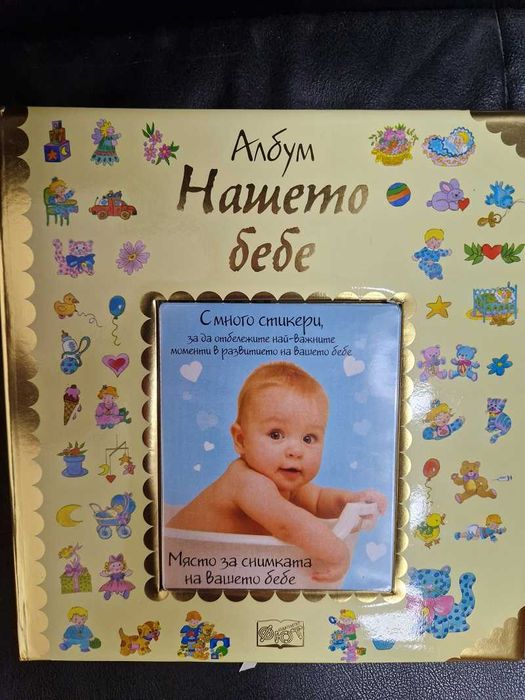 Албум
Нашето
бебе
С много стикери,
за да отбележите най-важните
моменти в развитието на вашето бебе
Място за снимката
на вашето бебе